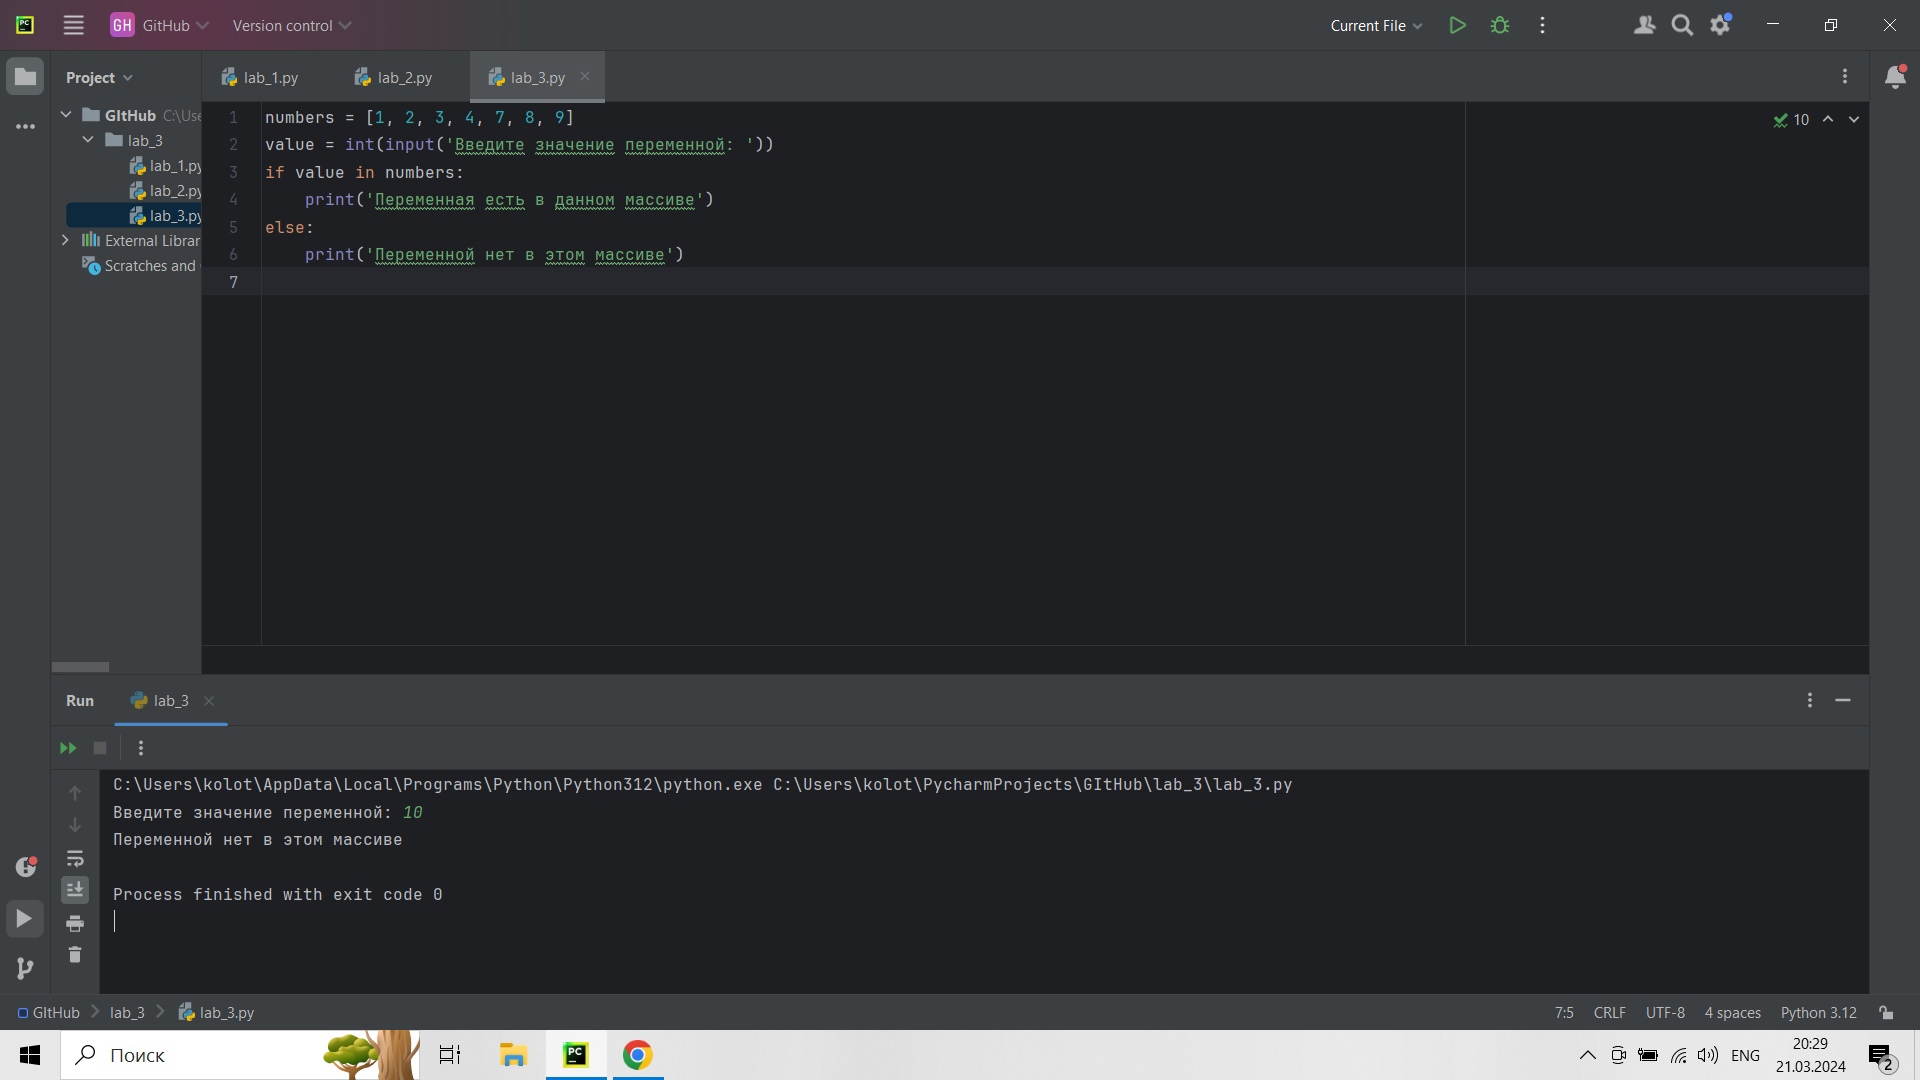 PC GH GitHub Version control Current File
Project lab_1.py lab_2.py lab_3.py
GItHub C:\Use
lab_3
lab_1.py
lab_2.py
lab_3.py
External Librar
Scratches and
1 numbers = [1, 2, 3, 4, 7, 8, 9]
2 value = int(input('Введите значение переменной: '))
3 if value in numbers:
4 print('Переменная есть в данном массиве')
5 else:
6 print('Переменной нет в этом массиве')
7
10
Run lab_3
C:\Users\kolot\AppData\Local\Programs\Python\Python312\python.exe C:\Users\kolot\PycharmProjects\GItHub\lab_3\lab_3.py
Введите значение переменной: 10
Переменной нет в этом массиве
Process finished with exit code 0
GItHub lab_3 lab_3.py 7:5 CRLF UTF-8 4 spaces Python 3.12
Поиск PC ENG 20:29
21.03.2024 2